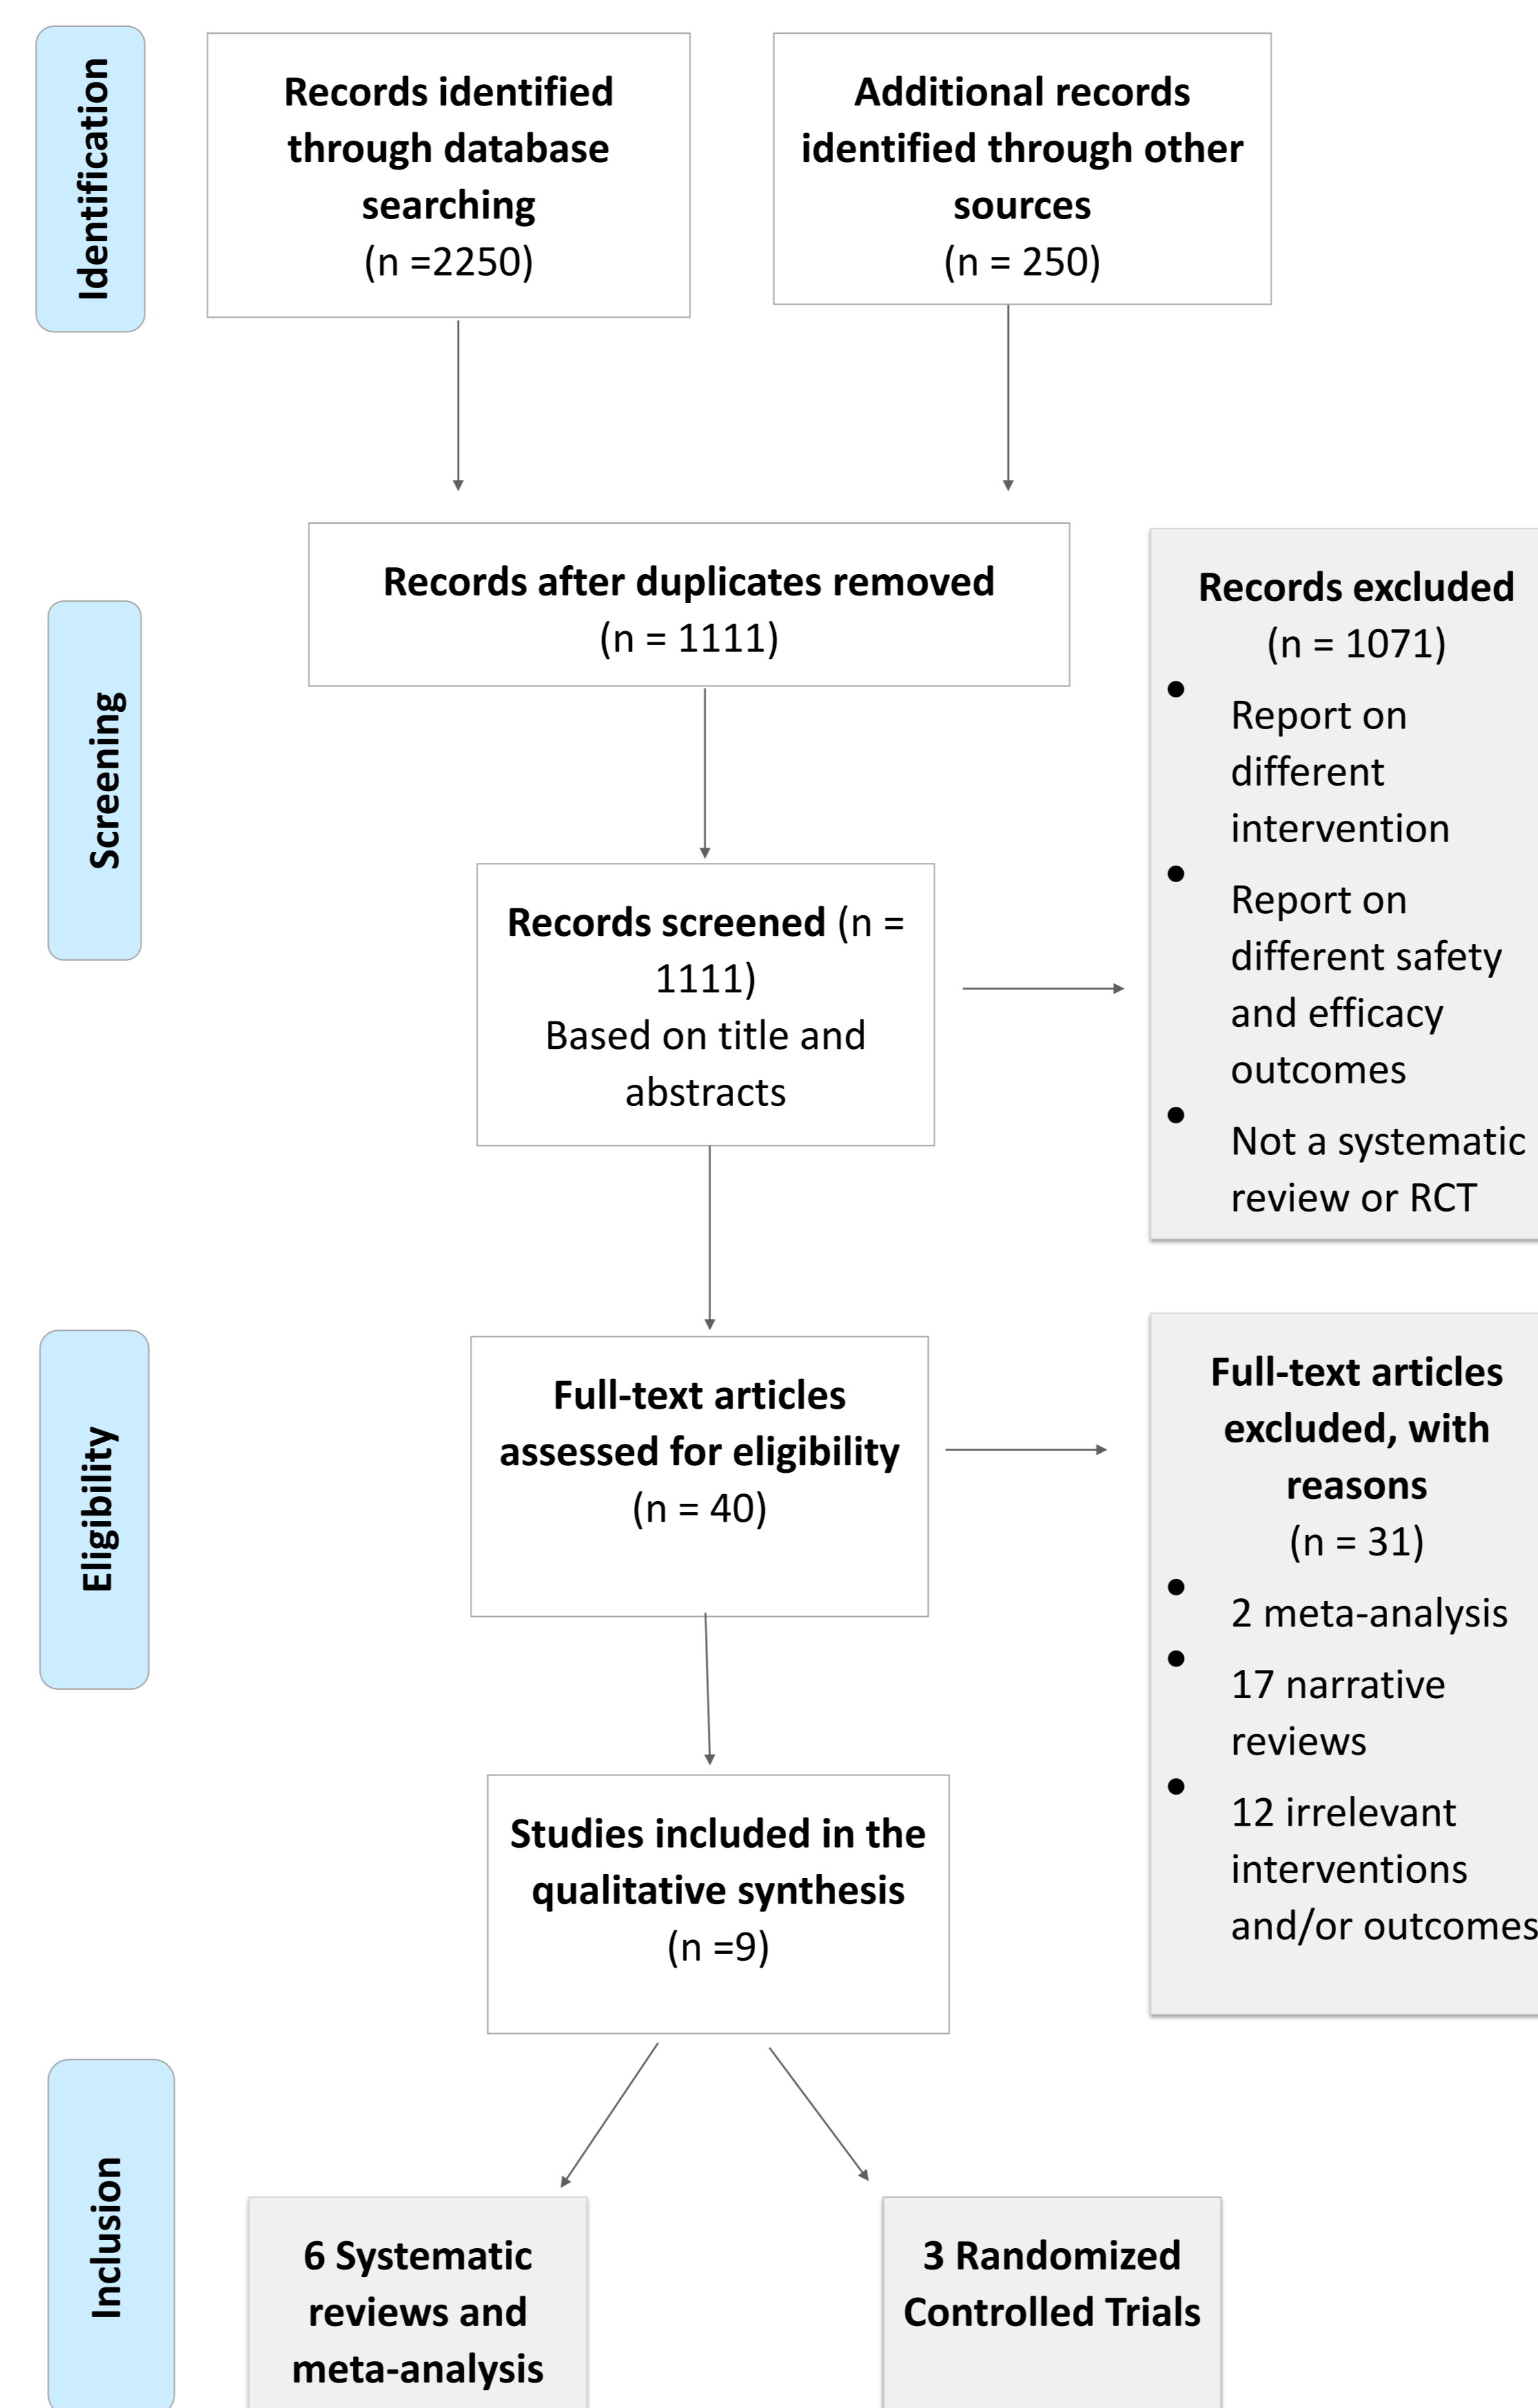 Identification
Records identified
through database
searching
(n =2250)
Additional records
identified through other
sources
(n = 250)
Screening
Records after duplicates removed
(n = 1111)
Records screened (n =
1111)
Based on title and
abstracts
Records excluded
(n = 1071)
● Report on
different
intervention
● Report on
different safety
and efficacy
outcomes
● Not a systematic
review or RCT
Eligibility
Full-text articles
assessed for eligibility
(n = 40)
Full-text articles
excluded, with
reasons
(n = 31)
● 2 meta-analysis
● 17 narrative
reviews
● 12 irrelevant
interventions
and/or outcomes
Studies included in the
qualitative synthesis
(n =9)
Inclusion
6 Systematic
reviews and
meta-analysis
3 Randomized
Controlled Trials